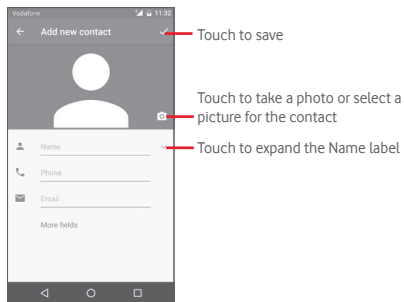 Vodafone 11:32
Add new contact
Touch to save
Touch to take a photo or select a
picture for the contact
Name
Touch to expand the Name label
Phone
Email
More fields